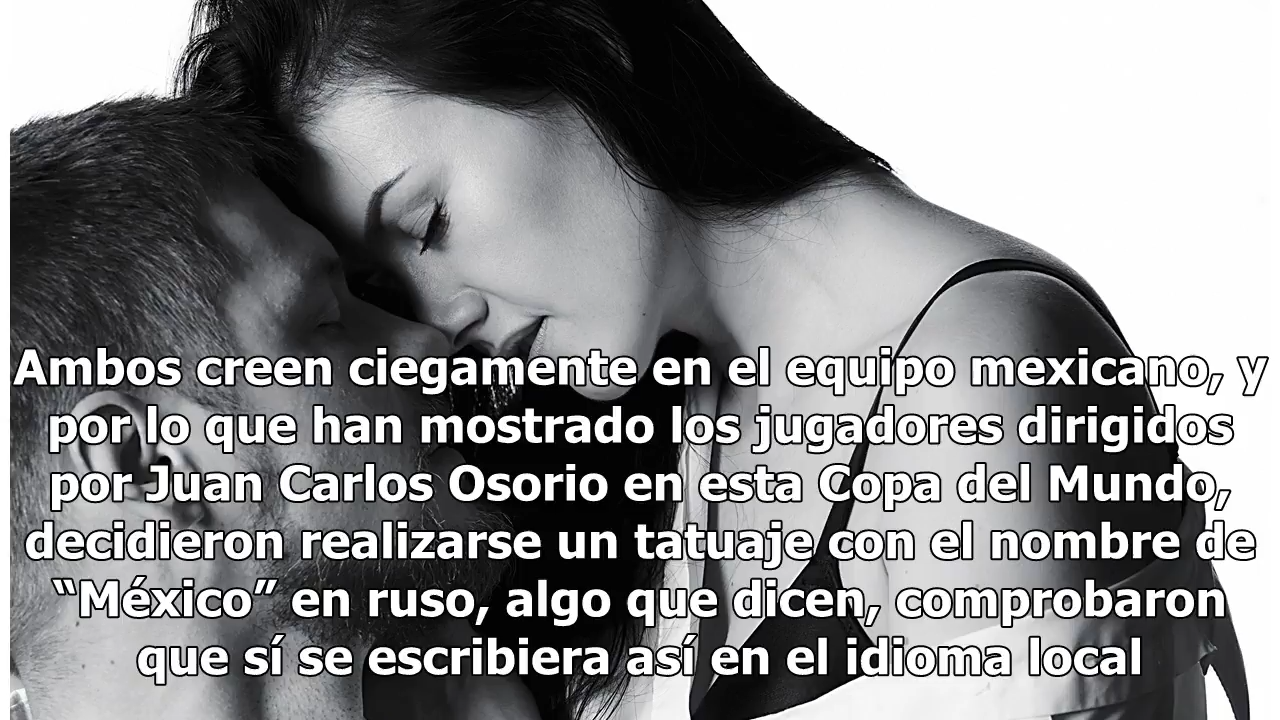 Ambos creen ciegamente en el equipo mexicano, y
por lo que han mostrado los jugadores dirigidos
por Juan Carlos Osorio en esta Copa del Mundo,
decidieron realizarse un tatuaje con el nombre de
“México” en ruso, algo que dicen, comprobaron
que sí se escribiera así en el idioma local